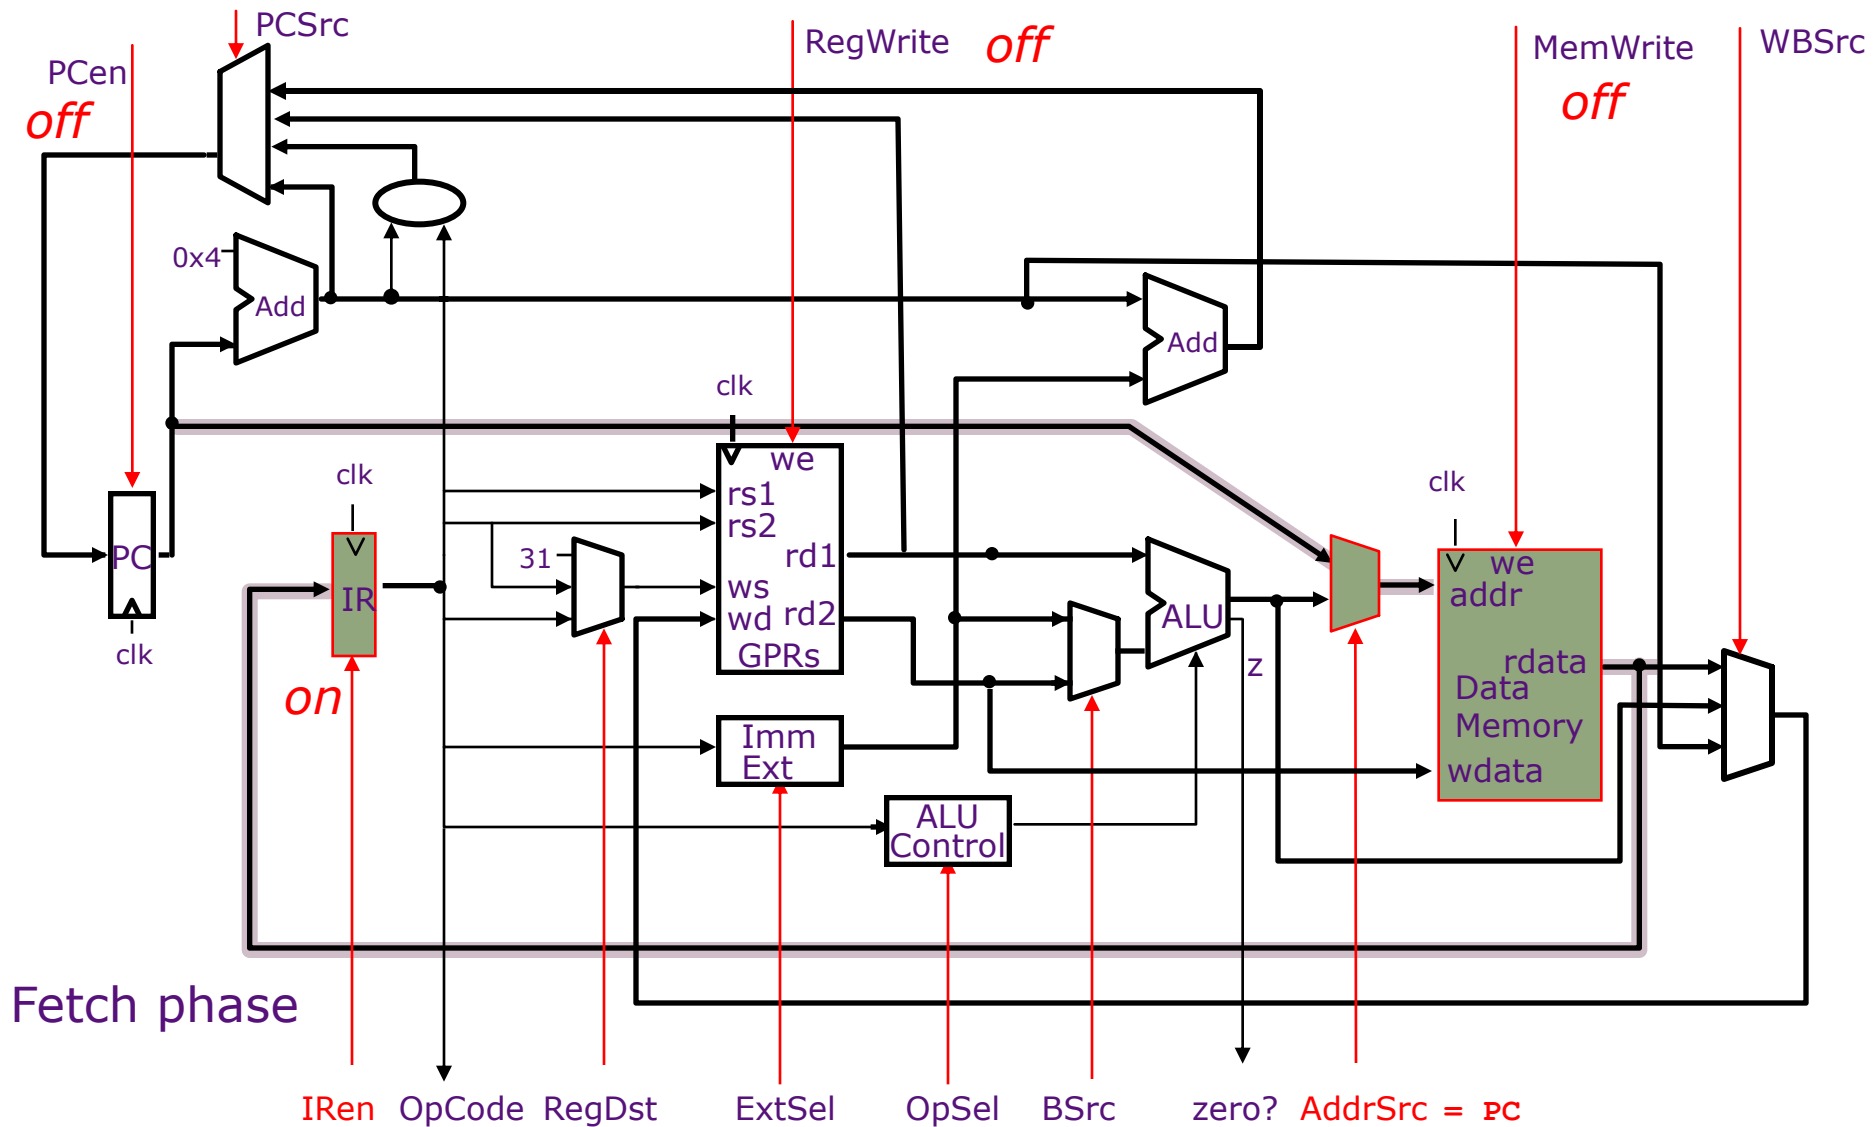 PCSrc
PCen
off
RegWrite
off
MemWrite
off
WBSrc
0x4
Add
Add
clk
clk
clk
PC
clk
IR
on
31
we
rs1
rs2
rd1
ws
wd
rd2
GPRs
ALU
z
we
addr
rdata
Data
Memory
wdata
Imm
Ext
ALU
Control
Fetch phase
IRen
OpCode
RegDst
ExtSel
OpSel
BSrc
zero?
AddrSrc = PC